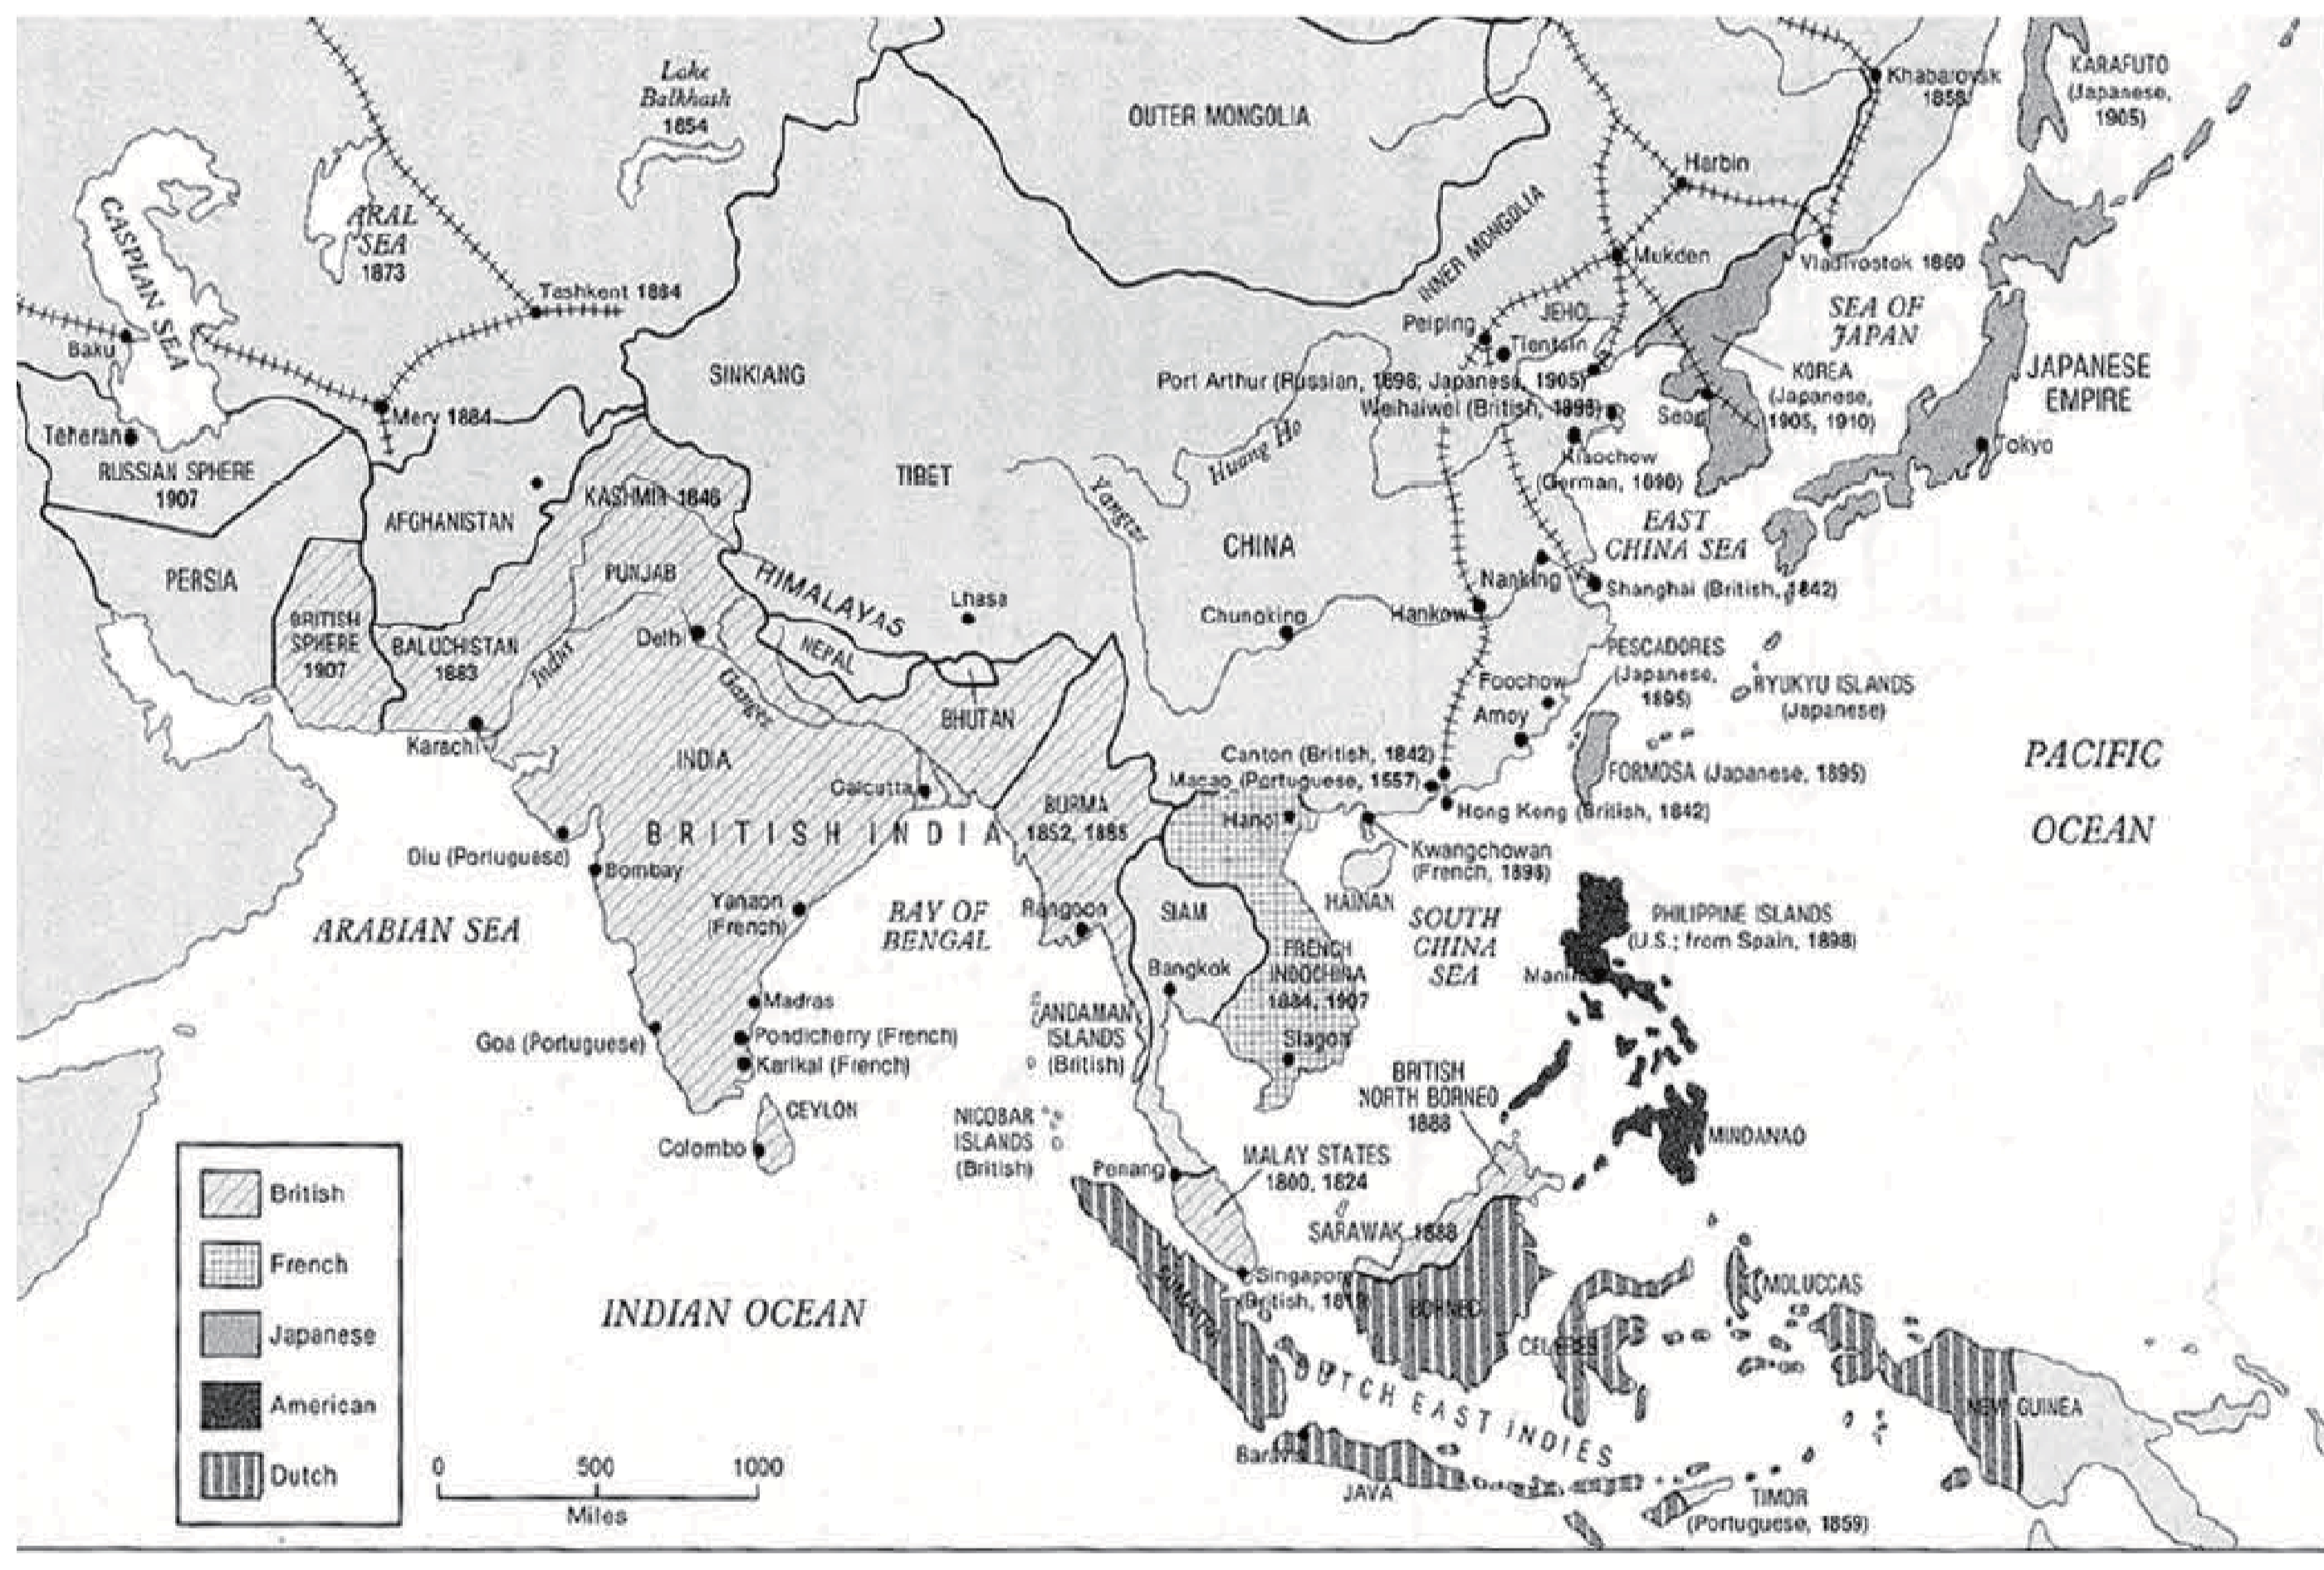 Lake
Balkhash
1854
OUTER MONGOLIA
Khabarovsk
1858
KARAFUTO
(Japanese,
1905)
Harbin
CASPIAN SEA
ARAL
SEA
1873
INNER MONGOLIA
Mukden
Vladivostok 1860
Tashkent 1884
SEA OF
JAPAN
JEHOL
Peiping
Tientsin
Baku
SINKIANG
Port Arthur (Russian, 1898; Japanese, 1905)
KOREA
(Japanese,
1905, 1910)
JAPANESE
EMPIRE
Weihaiwei (British, 1898)
Merv 1884
Seoul
Teheran
Tokyo
RUSSIAN SPHERE
1907
TIBET
Huang Ho
Yangtze
Kiaochow
(German, 1898)
KASHMIR 1846
AFGHANISTAN
EAST
CHINA SEA
CHINA
PERSIA
PUNJAB
HIMALAYAS
Nanking
Shanghai (British, 1842)
Lhasa
Chungking
Hankow
BRITISH
SPHERE
1907
BALUCHISTAN
1883
Indus
Delhi
NEPAL
Ganges
PESCADORES
(Japanese,
1895)
Foochow
RYUKYU ISLANDS
(Japanese)
BHUTAN
Amoy
Karachi
INDIA
Canton (British, 1842)
Macao (Portuguese, 1557)
FORMOSA (Japanese, 1895)
PACIFIC
OCEAN
Calcutta
BURMA
1852, 1885
Hong Kong (British, 1842)
Hanoi
BRITISH INDIA
Diu (Portuguese)
Bombay
Kwangchowan
(French, 1898)
HAINAN
Yanaon
(French)
BAY OF
BENGAL
Rangoon
SIAM
SOUTH
CHINA
SEA
PHILIPPINE ISLANDS
(U.S.; from Spain, 1898)
ARABIAN SEA
FRENCH
INDOCHINA
1884, 1907
Bangkok
Manila
Madras
ANDAMAN
ISLANDS
(British)
Goa (Portuguese)
Pondicherry (French)
Karikal (French)
Siagon
BRITISH
NORTH BORNEO
1888
CEYLON
NICOBAR
ISLANDS
(British)
Colombo
MINDANAO
Penang
MALAY STATES
1800, 1824
SARAWAK 1888
British
French
Japanese
American
Dutch
INDIAN OCEAN
SUMATRA
Singapore
(British, 1819)
BORNEO
CELEBES
MOLUCCAS
DUTCH EAST INDIES
NEW GUINEA
Batavia
JAVA
TIMOR
(Portuguese, 1859)
0 500 1000
Miles